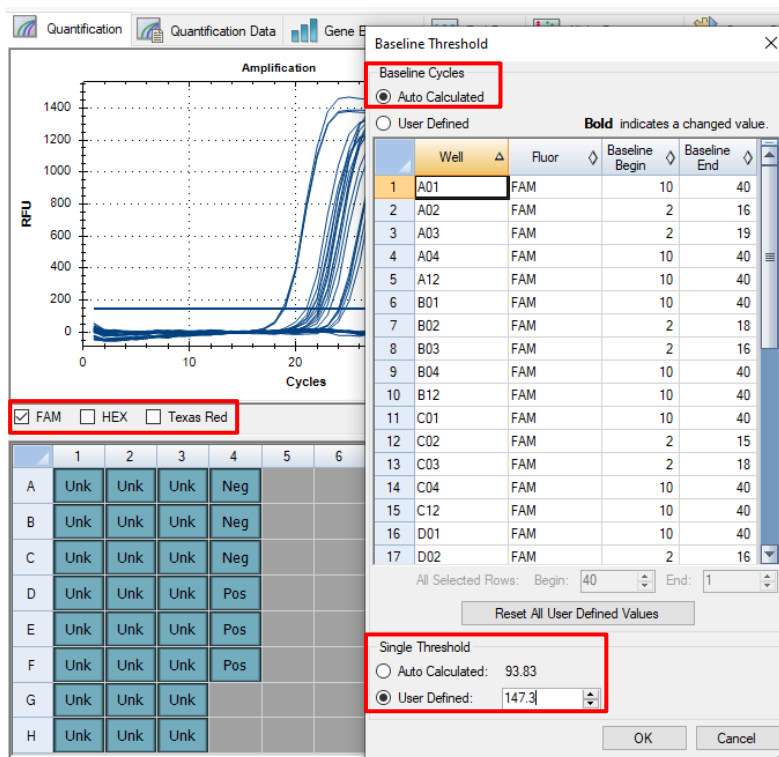 Quantification
Quantification Data
Gene E
Amplification
1400
1200
1000
800
600
400
200
0
RFU
0 10 20
Cycles
FAM HEX Texas Red
1 2 3 4 5 6
A Unk Unk Unk Neg
B Unk Unk Unk Neg
C Unk Unk Unk Neg
D Unk Unk Unk Pos
E Unk Unk Unk Pos
F Unk Unk Unk Pos
G Unk Unk Unk
H Unk Unk Unk
Baseline Threshold
Baseline Cycles
Auto Calculated
User Defined Bold indicates a changed value.
Well Fluor Baseline Begin Baseline End
1 A01 FAM 10 40
2 A02 FAM 2 16
3 A03 FAM 2 19
4 A04 FAM 10 40
5 A12 FAM 10 40
6 B01 FAM 10 40
7 B02 FAM 2 18
8 B03 FAM 2 16
9 B04 FAM 10 40
10 B12 FAM 10 40
11 C01 FAM 10 40
12 C02 FAM 2 15
13 C03 FAM 2 18
14 C04 FAM 10 40
15 C12 FAM 10 40
16 D01 FAM 10 40
17 D02 FAM 2 16
All Selected Rows: Begin: 40 End: 1
Reset All User Defined Values
Single Threshold
Auto Calculated: 93.83
User Defined: 147.3
OK Cancel